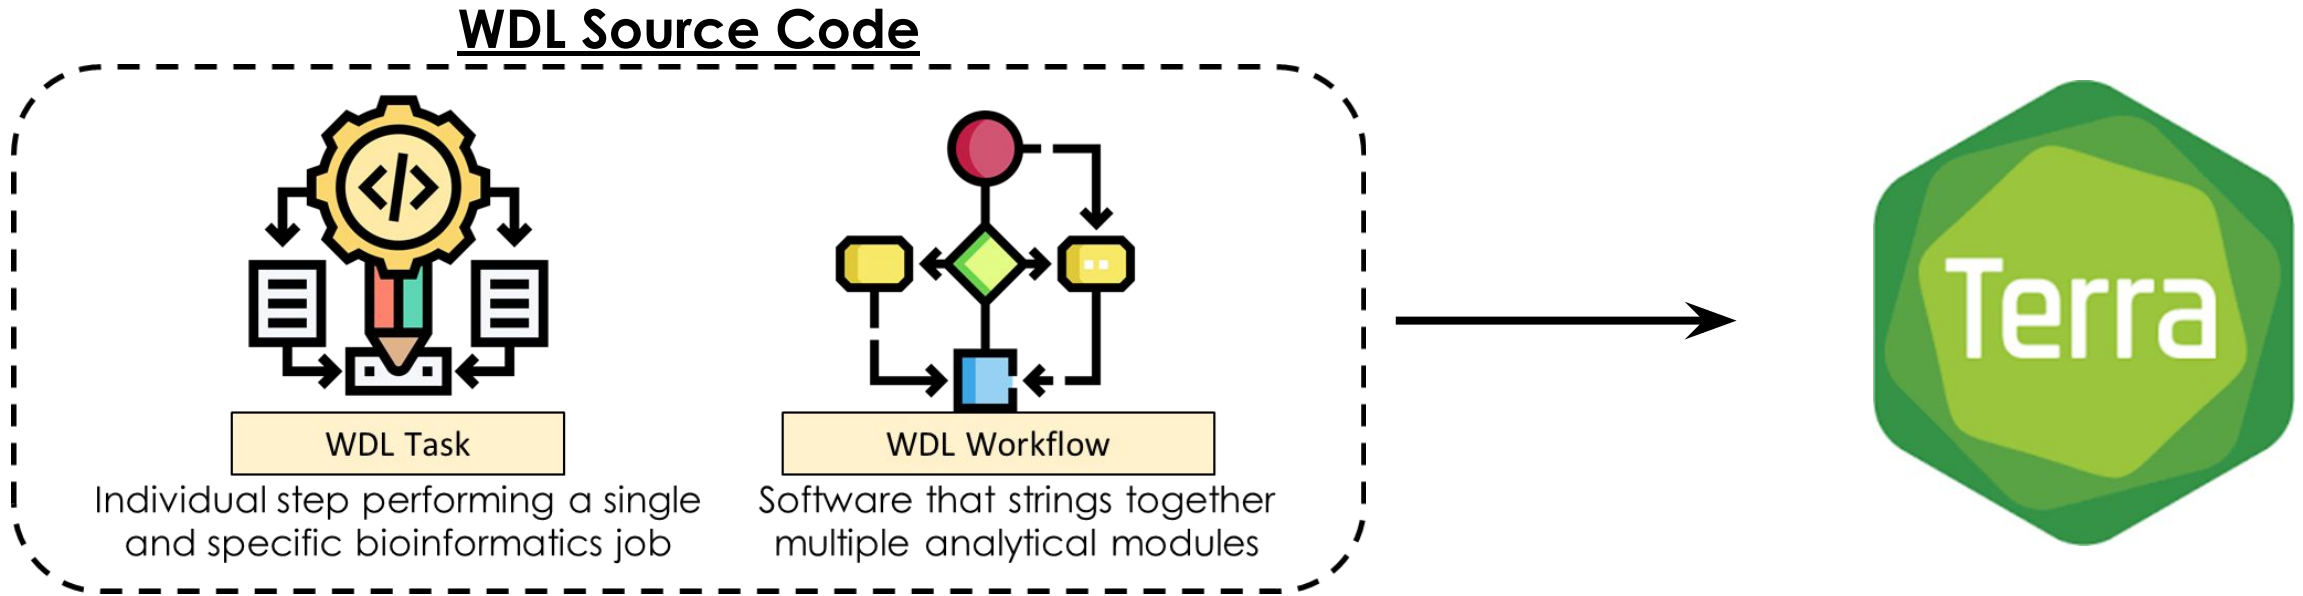 WDL Source Code
</>
WDL Task
WDL Workflow
Individual step performing a single
and specific bioinformatics job
Software that strings together
multiple analytical modules
Terra